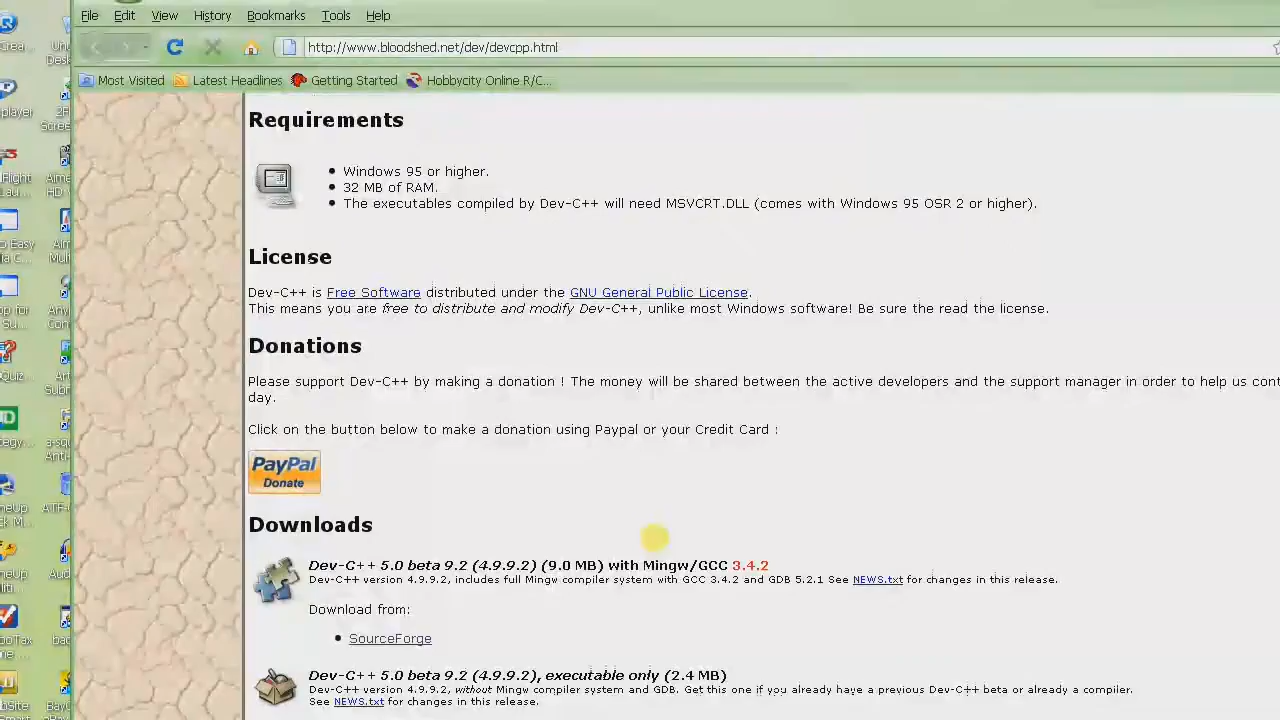 File Edit View History Bookmarks Tools Help
http://www.bloodshed.net/dev/devcpp.html
Most Visited Latest Headlines Getting Started Hobbycity Online R/C...
Requirements
Windows 95 or higher.
32 MB of RAM.
The executables compiled by Dev-C++ will need MSVCRT.DLL (comes with Windows 95 OSR 2 or higher).
License
Dev-C++ is Free Software distributed under the GNU General Public License.
This means you are free to distribute and modify Dev-C++, unlike most Windows software! Be sure the read the license.
Donations
Please support Dev-C++ by making a donation ! The money will be shared between the active developers and the support manager in order to help us cont
day.
Click on the button below to make a donation using Paypal or your Credit Card :
PayPal
Donate
Downloads
Dev-C++ 5.0 beta 9.2 (4.9.9.2) (9.0 MB) with Mingw/GCC 3.4.2
Dev-C++ version 4.9.9.2, includes full Mingw compiler system with GCC 3.4.2 and GDB 5.2.1 See NEWS.txt for changes in this release.
Download from:
SourceForge
Dev-C++ 5.0 beta 9.2 (4.9.9.2), executable only (2.4 MB)
Dev-C++ version 4.9.9.2, without Mingw compiler system and GDB. Get this one if you already have a previous Dev-C++ beta or already a compiler.
See NEWS.txt for changes in this release.